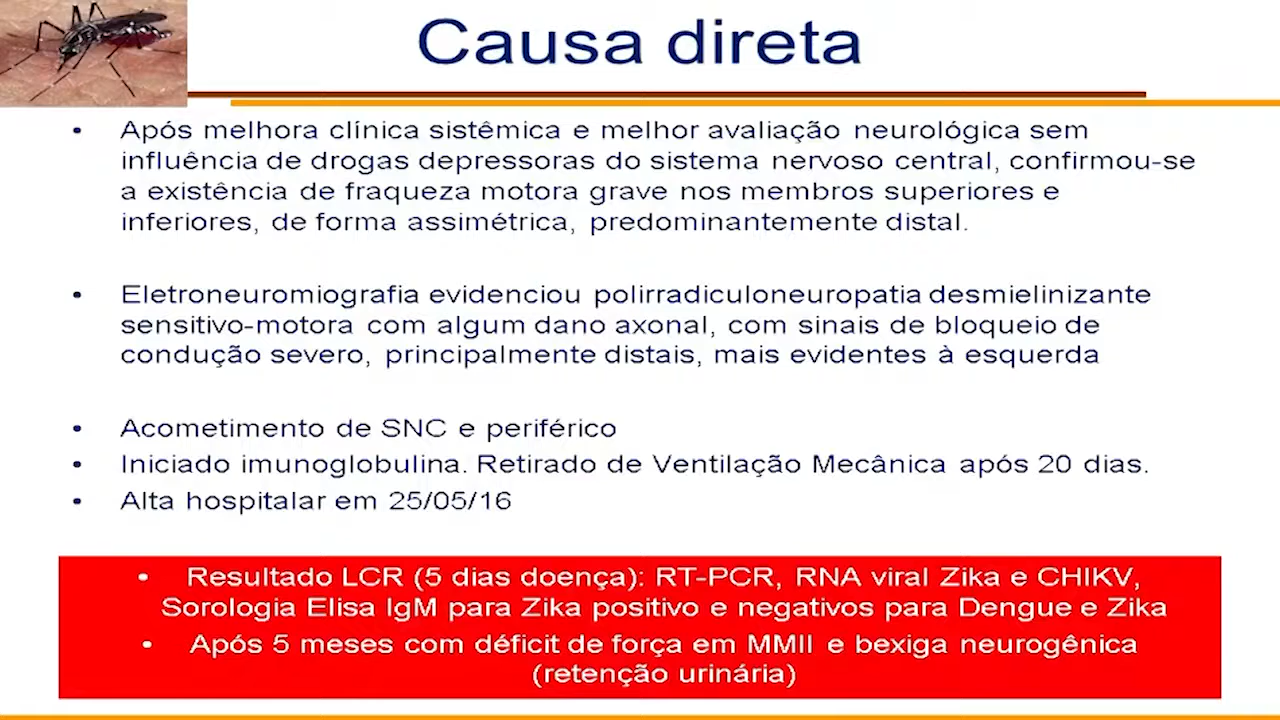 Causa direta
• Após melhora clínica sistêmica e melhor avaliação neurológica sem
influência de drogas depressoras do sistema nervoso central, confirmou-se
a existência de fraqueza motora grave nos membros superiores e
inferiores, de forma assimétrica, predominantemente distal.
• Eletroneuromiografia evidenciou polirradiculoneuropatia desmielinizante
sensitivo-motora com algum dano axonal, com sinais de bloqueio de
condução severo, principalmente distais, mais evidentes à esquerda
• Acometimento de SNC e periférico
• Iniciado imunoglobulina. Retirado de Ventilação Mecânica após 20 dias.
• Alta hospitalar em 25/05/16
• Resultado LCR (5 dias doença): RT-PCR, RNA viral Zika e CHIKV,
Sorologia Elisa IgM para Zika positivo e negativos para Dengue e Zika
• Após 5 meses com déficit de força em MMII e bexiga neurogênica
(retenção urinária)